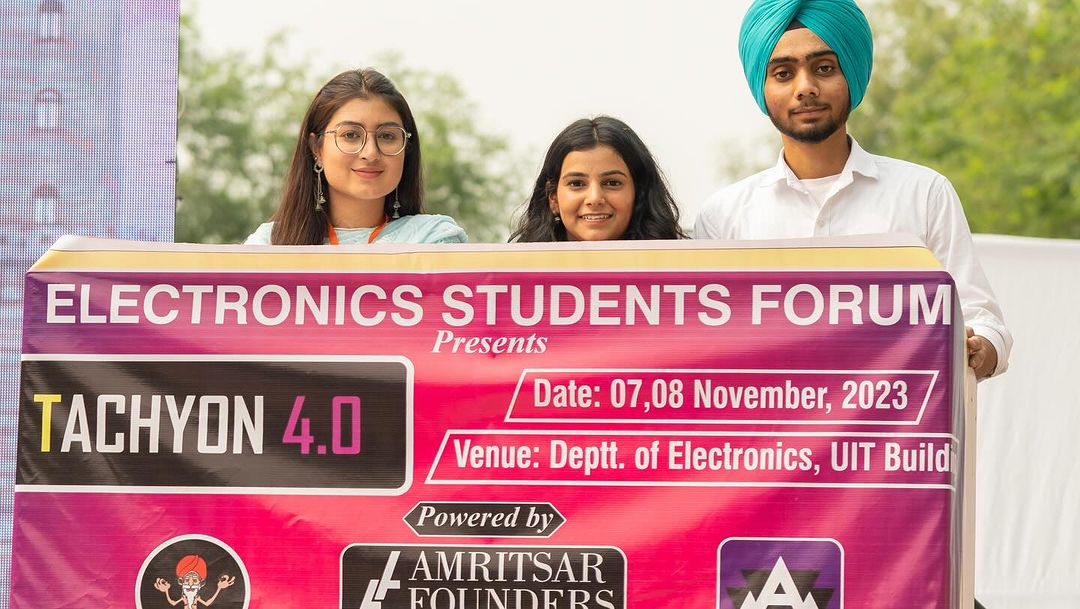 ELECTRONICS STUDENTS FORUM
Presents
TACHYON 4.0
Date: 07,08 November, 2023
Venue: Deptt. of Electronics, UIT Build
Powered by
AMRITSAR
FOUNDERS